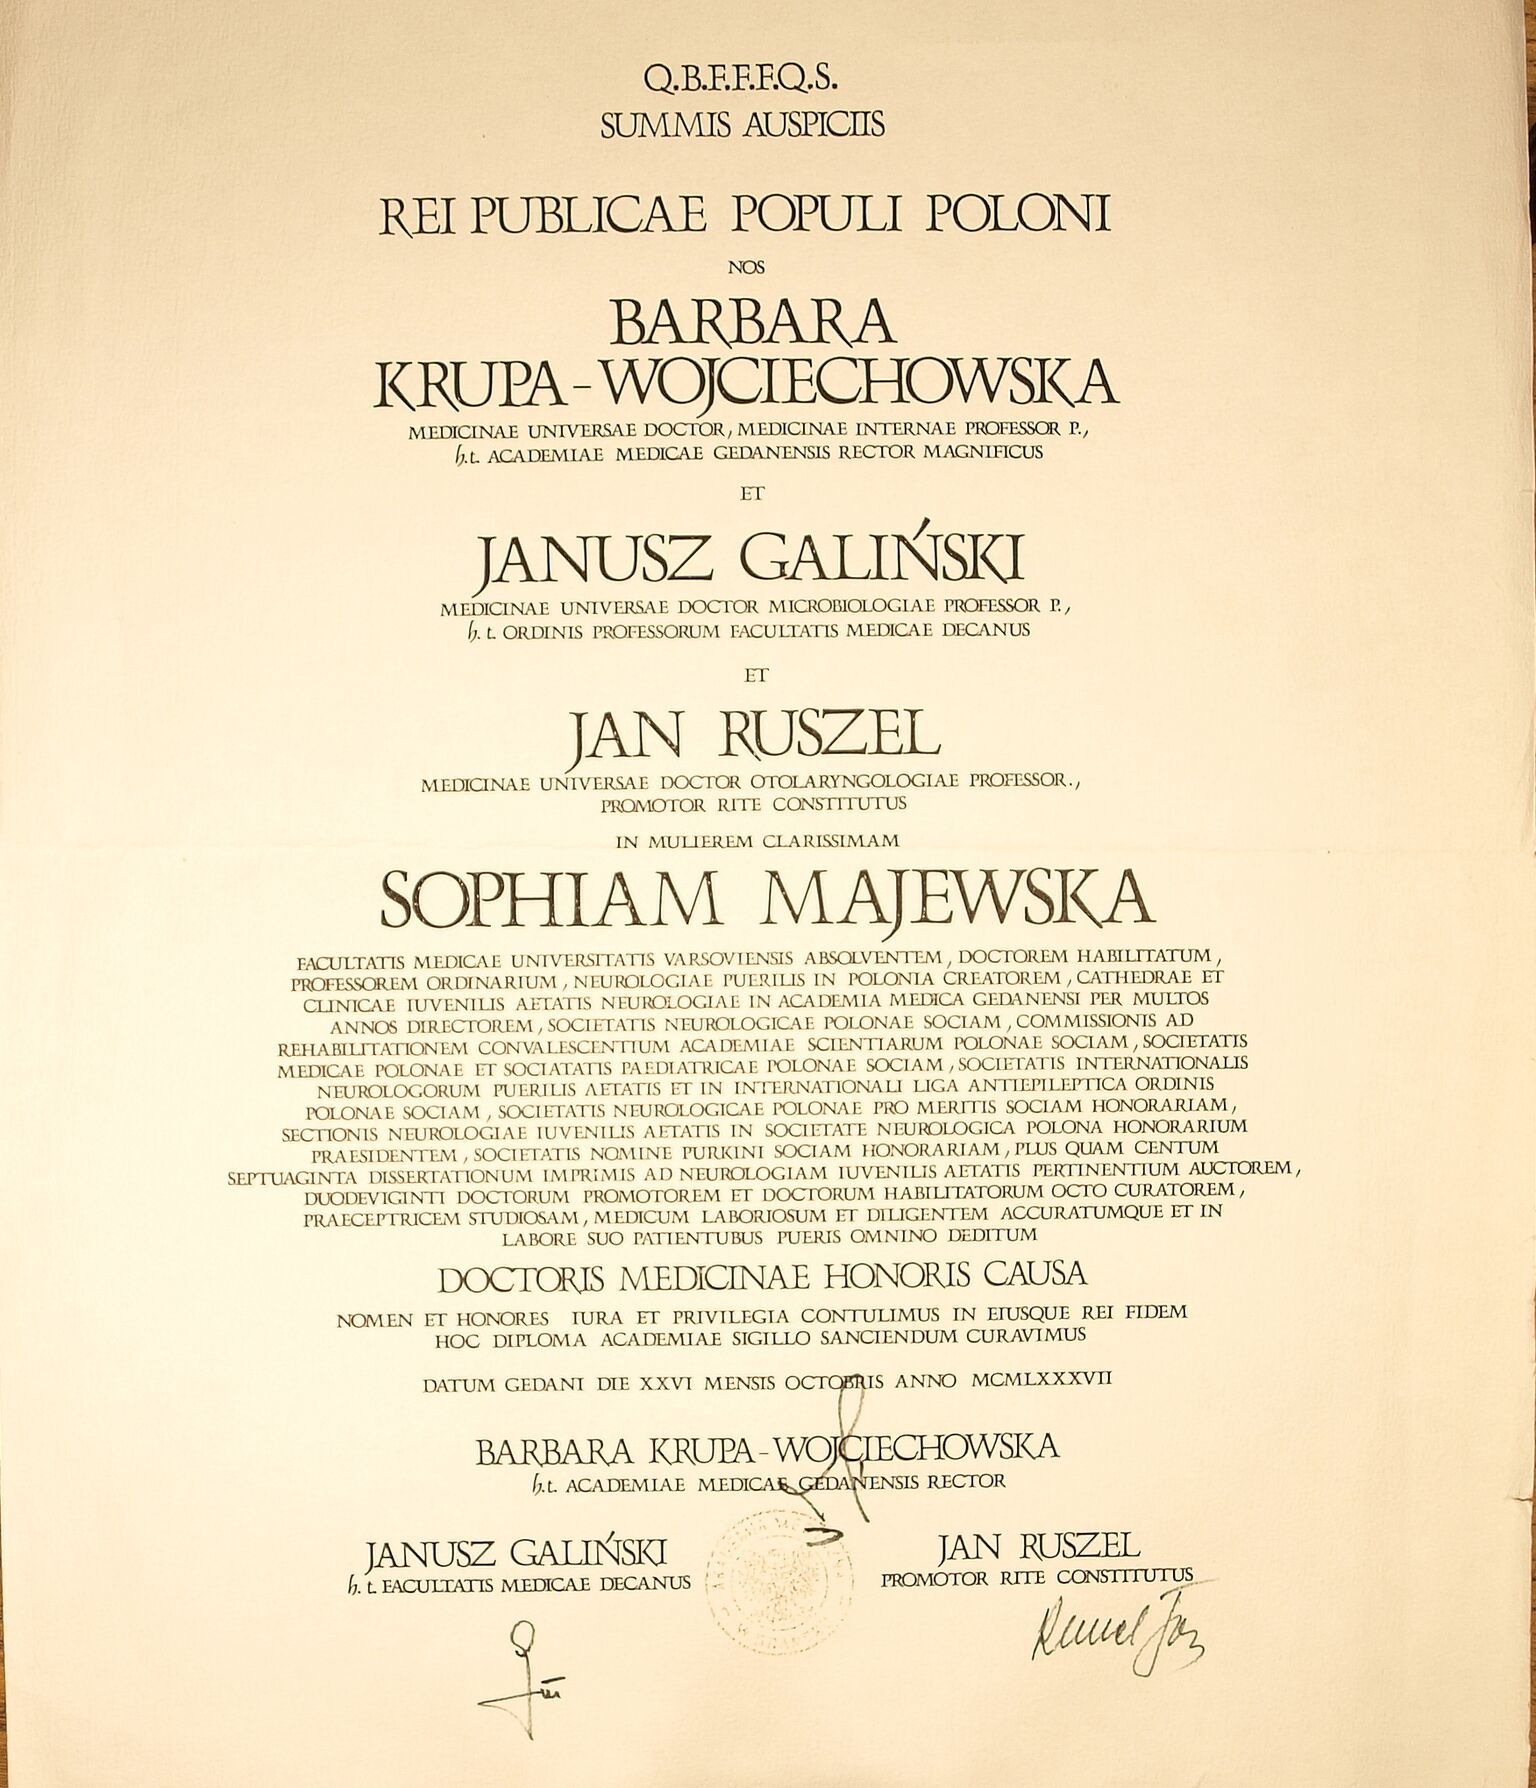 Q.B.F.F.F.Q.S.
SUMMIS AUSPICIIS
REI PUBLICAE POPULI POLONI
NOS
BARBARA
KRUPA-WOJCIECHOWSKA
MEDICINAE UNIVERSAE DOCTOR, MEDICINAE INTERNAE PROFESSOR P.,
h.t. ACADEMIAE MEDICAE GEDANENSIS RECTOR MAGNIFICUS
ET
JANUSZ GALIŃSKI
MEDICINAE UNIVERSAE DOCTOR MICROBIOLOGIAE PROFESSOR P.,
h.t. ORDINIS PROFESSORUM FACULTATIS MEDICAE DECANUS
ET
JAN RUSZEL
MEDICINAE UNIVERSAE DOCTOR OTOLARYNGOLOGIAE PROFESSOR.,
PROMOTOR RITE CONSTITUTUS
IN MULIEREM CLARISSIMAM
SOPHIAM MAJEWSKA
FACULTATIS MEDICAE UNIVERSITATIS VARSOVIENSIS ABSOLVENTEM, DOCTOREM HABILITATUM,
PROFESSOREM ORDINARIUM, NEUROLOGIAE PUERILIS IN POLONIA CREATOREM, CATHEDRAE ET
CLINICAE IUVENILIS AETATIS NEUROLOGIAE IN ACADEMIA MEDICA GEDANENSI PER MULTOS
ANNOS DIRECTOREM, SOCIETATIS NEUROLOGICAE POLONAE SOCIAM, COMMISSIONIS AD
REHABILITATIONEM CONVALESCENTIUM ACADEMIAE SCIENTIARUM POLONAE SOCIAM, SOCIETATIS
MEDICAE POLONAE ET SOCIATATIS PAEDIATRICAE POLONAE SOCIAM, SOCIETATIS INTERNATIONALIS
NEUROLOGORUM PUERILIS AETATIS ET IN INTERNATIONALI LIGA ANTIEPILEPTICA ORDINIS
POLONAE SOCIAM, SOCIETATIS NEUROLOGICAE POLONAE PRO MERITIS SOCIAM HONORARIAM,
SECTIONIS NEUROLOGIAE IUVENILIS AETATIS IN SOCIETATE NEUROLOGICA POLONA HONORARIUM
PRAESIDENTEM, SOCIETATIS NOMINE PURKINI SOCIAM HONORARIAM, PLUS QUAM CENTUM
SEPTUAGINTA DISSERTATIONUM IMPRIMIS AD NEUROLOGIAM IUVENILIS AETATIS PERTINENTIUM AUCTOREM,
DUODEVIGINTI DOCTORUM PROMOTOREM ET DOCTORUM HABILITATORUM OCTO CURATOREM,
PRAECEPTRICEM STUDIOSAM, MEDICUM LABORIOSUM ET DILIGENTEM ACCURATUMQUE ET IN
LABORE SUO PATIENTUBUS PUERIS OMNINO DEDITUM
DOCTORIS MEDICINAE HONORIS CAUSA
NOMEN ET HONORES IURA ET PRIVILEGIA CONTULIMUS IN EIUSQUE REI FIDEM
HOC DIPLOMA ACADEMIAE SIGILLO SANCIENDUM CURAVIMUS
DATUM GEDANI DIE XXVI MENSIS OCTOBRIS ANNO MCMLXXXVII
BARBARA KRUPA-WOJCIECHOWSKA
h.t. ACADEMIAE MEDICAE GEDANENSIS RECTOR
JANUSZ GALIŃSKI
h.t. FACULTATIS MEDICAE DECANUS
JAN RUSZEL
PROMOTOR RITE CONSTITUTUS